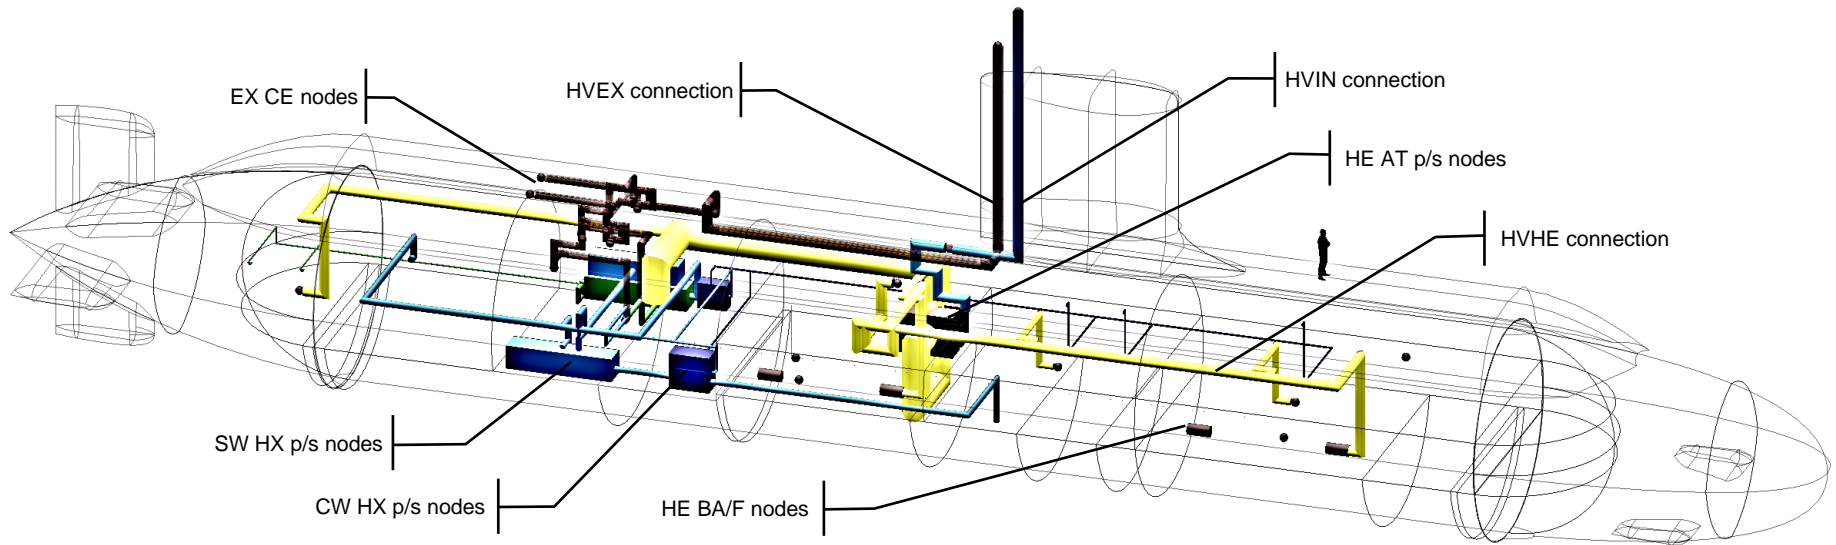 EX CE nodes
HVEX connection
HVIN connection
HE AT p/s nodes
HVHE connection
SW HX p/s nodes
CW HX p/s nodes
HE BA/F nodes